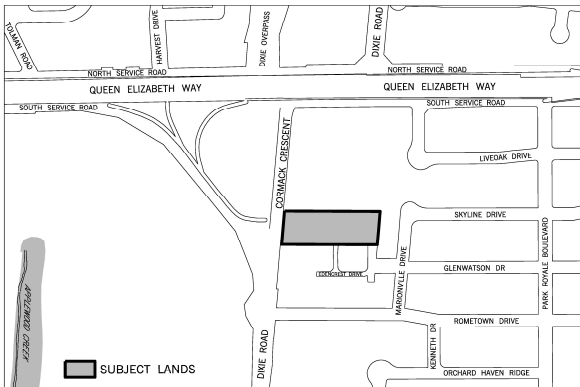 TOLMAN ROAD
HARVEST DRIVE
DIXIE OVERPASS
DIXIE ROAD
NORTH SERVICE ROAD
NORTH SERVICE ROAD
QUEEN ELIZABETH WAY
QUEEN ELIZABETH WAY
SOUTH SERVICE ROAD
SOUTH SERVICE ROAD
CORMACK CRESCENT
LIVEOAK DRIVE
SKYLINE DRIVE
PARK ROYALE BOULEVARD
MARIONVILLE DRIVE
GLENWATSON DR
EDENCREST DRIVE
APPLEWOOD CREEK
ROMETOWN DRIVE
DIXIE ROAD
KENNETH DR
ORCHARD HAVEN RIDGE
SUBJECT LANDS